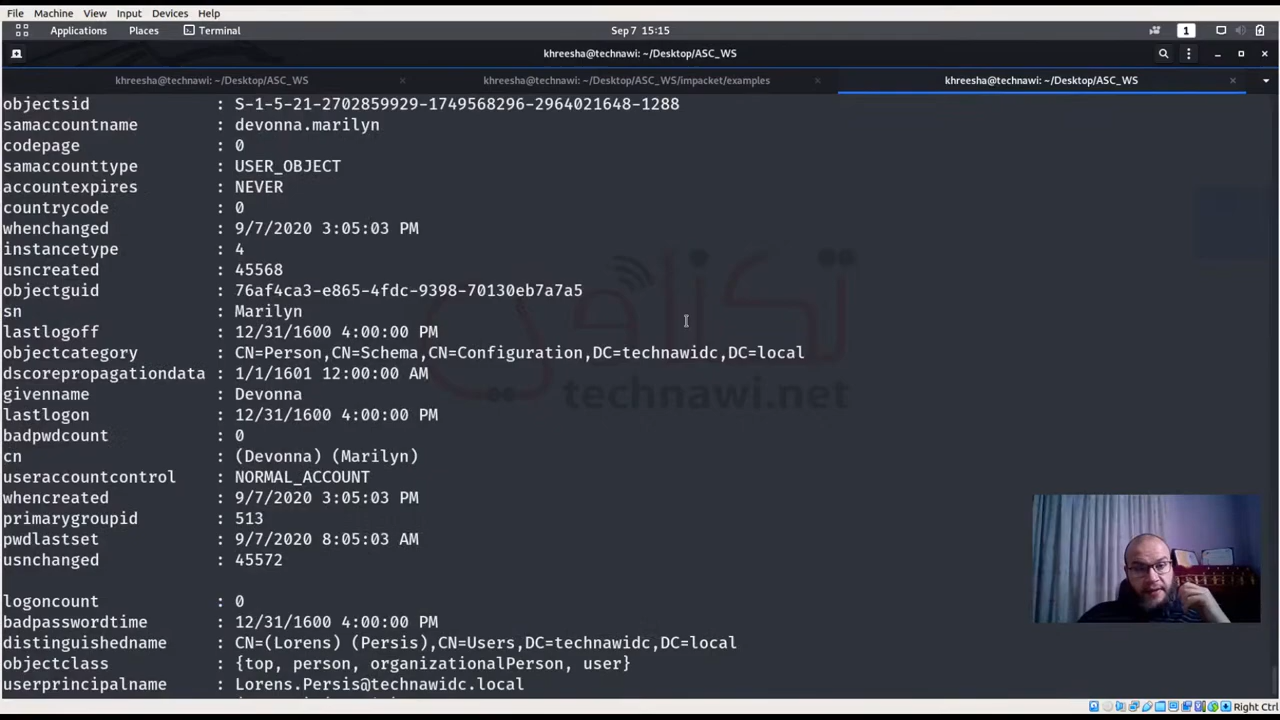 File Machine View Input Devices Help
Applications Places Terminal Sep 7 15:15 1
khreesha@technawi: ~/Desktop/ASC_WS
khreesha@technawi: ~/Desktop/ASC_WS khreesha@technawi: ~/Desktop/ASC_WS/impacket/examples khreesha@technawi: ~/Desktop/ASC_WS
objectsid : S-1-5-21-2702859929-1749568296-2964021648-1288
samaccountname : devonna.marilyn
codepage : 0
samaccounttype : USER_OBJECT
accountexpires : NEVER
countrycode : 0
whenchanged : 9/7/2020 3:05:03 PM
instancetype : 4
usncreated : 45568
objectguid : 76af4ca3-e865-4fdc-9398-70130eb7a7a5
sn : Marilyn
lastlogoff : 12/31/1600 4:00:00 PM
objectcategory : CN=Person,CN=Schema,CN=Configuration,DC=technawidc,DC=local
dscorepropagationdata : 1/1/1601 12:00:00 AM
givenname : Devonna
lastlogon : 12/31/1600 4:00:00 PM
badpwdcount : 0
cn : (Devonna) (Marilyn)
useraccountcontrol : NORMAL_ACCOUNT
whencreated : 9/7/2020 3:05:03 PM
primarygroupid : 513
pwdlastset : 9/7/2020 8:05:03 AM
usnchanged : 45572
logoncount : 0
badpasswordtime : 12/31/1600 4:00:00 PM
distinguishedname : CN=(Lorens) (Persis),CN=Users,DC=technawidc,DC=local
objectclass : {top, person, organizationalPerson, user}
userprincipalname : Lorens.Persis@technawidc.local
تكناوي
technawi.net
Right Ctrl